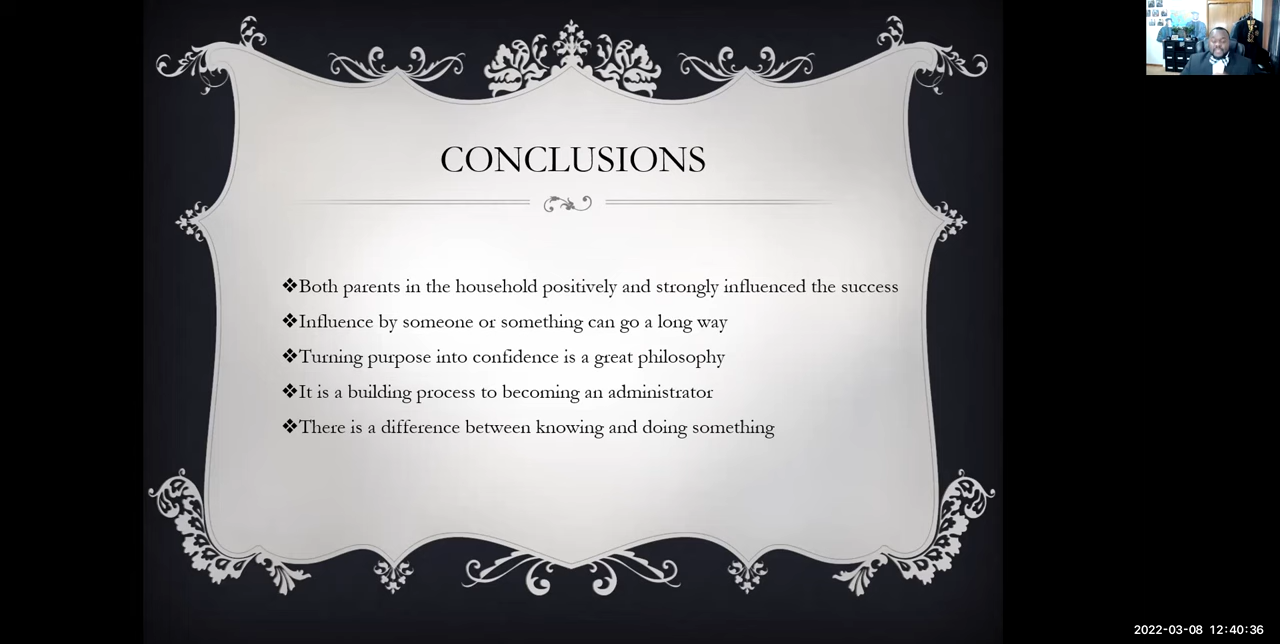 CONCLUSIONS
❖Both parents in the household positively and strongly influenced the success
❖Influence by someone or something can go a long way
❖Turning purpose into confidence is a great philosophy
❖It is a building process to becoming an administrator
❖There is a difference between knowing and doing something
2022-03-08 12:40:36